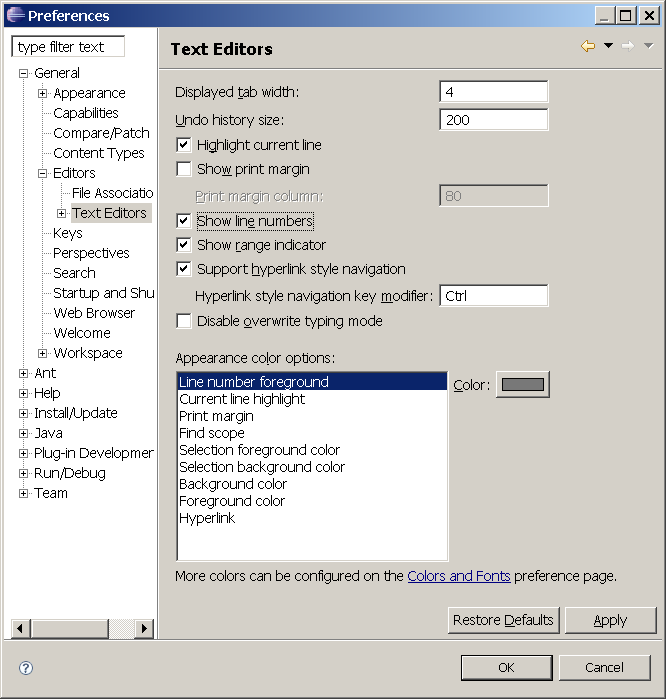 Preferences
type filter text
General
Appearance
Capabilities
Compare/Patch
Content Types
Editors
File Associatio
Text Editors
Keys
Perspectives
Search
Startup and Shu
Web Browser
Welcome
Workspace
Ant
Help
Install/Update
Java
Plug-in Developmer
Run/Debug
Team
Text Editors
Displayed tab width: 4
Undo history size: 200
Highlight current line
Show print margin
Print margin column: 80
Show line numbers
Show range indicator
Support hyperlink style navigation
Hyperlink style navigation key modifier: Ctrl
Disable overwrite typing mode
Appearance color options:
Line number foreground
Current line highlight
Print margin
Find scope
Selection foreground color
Selection background color
Background color
Foreground color
Hyperlink
Color:
More colors can be configured on the Colors and Fonts preference page.
Restore Defaults Apply
? OK Cancel